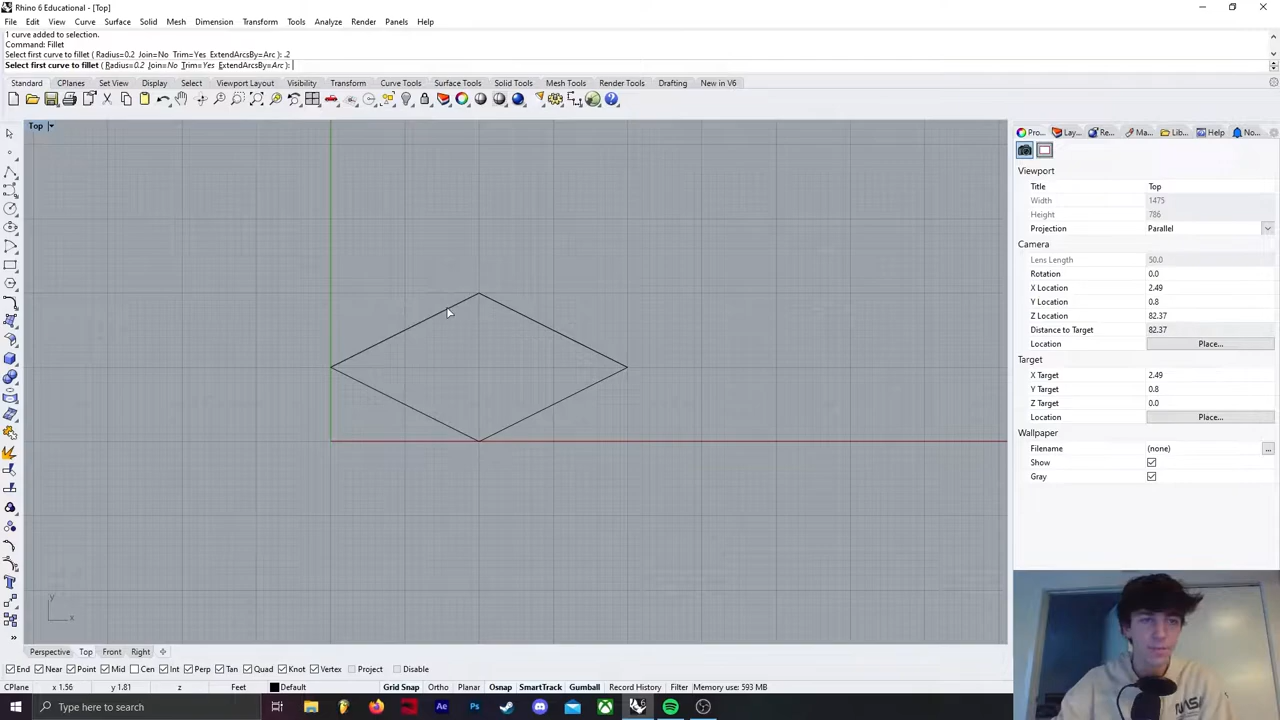 Rhino 6 Educational - [Top]
File Edit View Curve Surface Solid Mesh Dimension Transform Tools Analyze Render Panels Help
1 curve added to selection.
Command: Fillet
Select first curve to fillet ( Radius=0.2 Join=No Trim=Yes ExtendArcsBy=Arc ): .2
Select first curve to fillet ( Radius=0.2 Join=No Trim=Yes ExtendArcsBy=Arc ):
Standard CPlanes Set View Display Select Viewport Layout Visibility Transform Curve Tools Surface Tools Solid Tools Mesh Tools Render Tools Drafting New in V6
Top
Pro... Lay... Re... Ma... Lib... Help No...
Viewport
Title Top
Width 1475
Height 786
Projection Parallel
Camera
Lens Length 50.0
Rotation 0.0
X Location 2.49
Y Location 0.8
Z Location 82.37
Distance to Target 82.37
Location Place...
Target
X Target 2.49
Y Target 0.8
Z Target 0.0
Location Place...
Wallpaper
Filename (none) ...
Show
Gray
y
x
Perspective Top Front Right
End Near Point Mid Cen Int Perp Tan Quad Knot Vertex Project Disable
CPlane x 1.56 y 1.81 z Feet Default Grid Snap Ortho Planar Osnap SmartTrack Gumball Record History Filter Memory use: 593 MB
Type here to search
Ae Ps